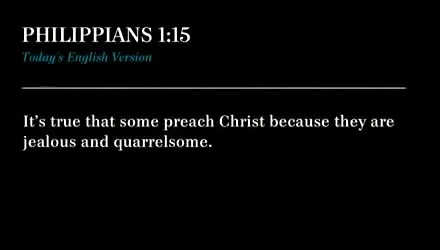 PHILIPPIANS 1:15
Today's English Version
It's true that some preach Christ because they are
jealous and quarrelsome.